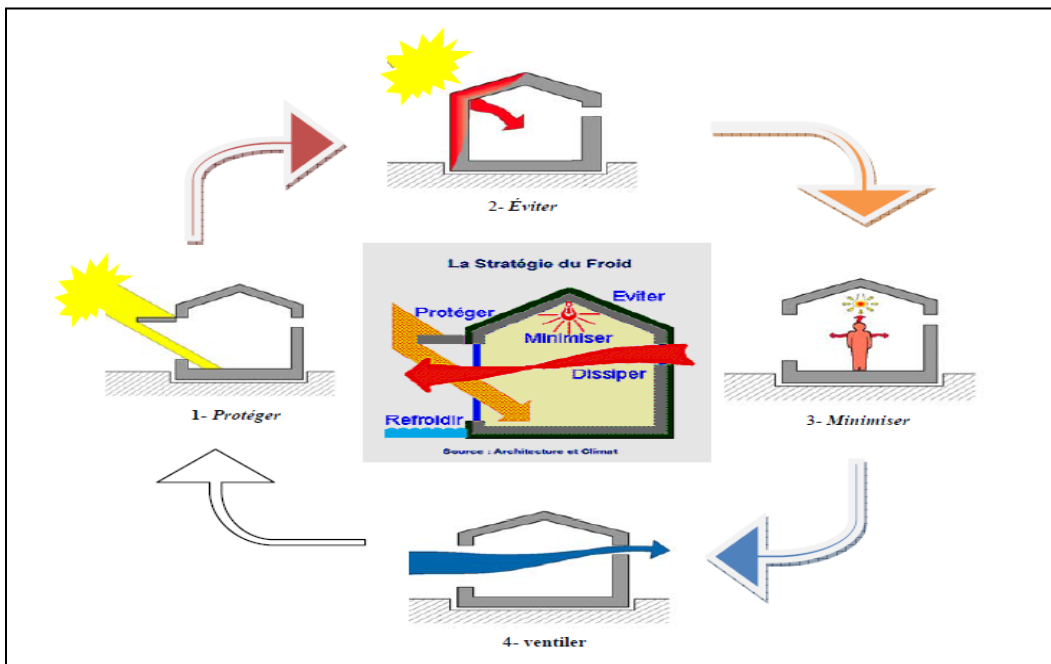 2- Éviter
La Stratégie du Froid
Eviter
Protéger
Minimiser
Dissiper
Refroidir
Source : Architecture et Climat
1- Protéger
3- Minimiser
4- ventiler